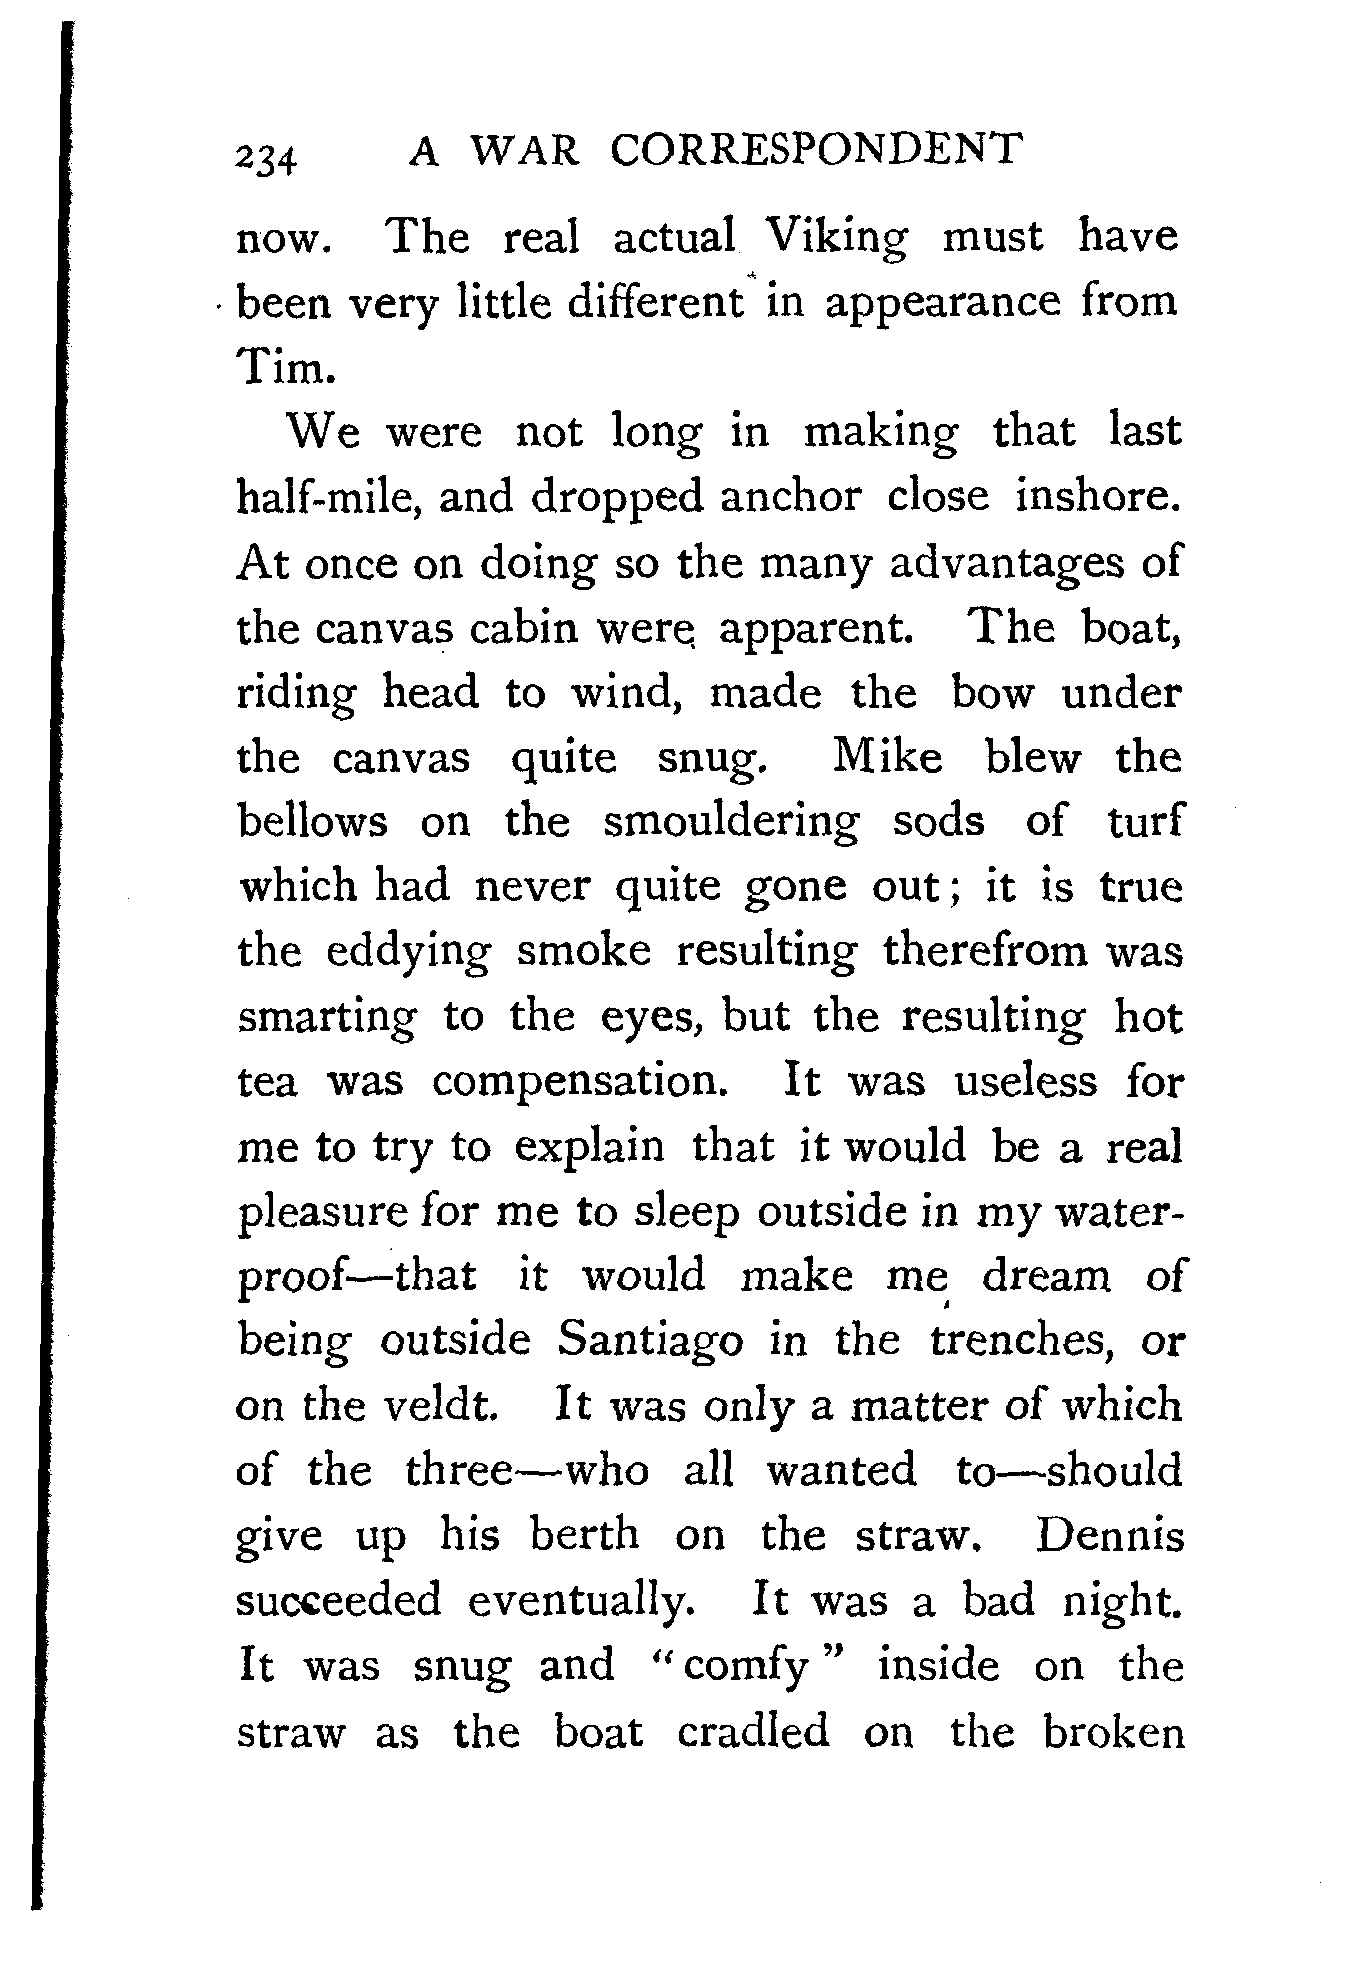 234 A WAR CORRESPONDENT
now. The real actual Viking must have
been very little different in appearance from
Tim.
We were not long in making that last
half-mile, and dropped anchor close inshore.
At once on doing so the many advantages of
the canvas cabin were apparent. The boat,
riding head to wind, made the bow under
the canvas quite snug. Mike blew the
bellows on the smouldering sods of turf
which had never quite gone out; it is true
the eddying smoke resulting therefrom was
smarting to the eyes, but the resulting hot
tea was compensation. It was useless for
me to try to explain that it would be a real
pleasure for me to sleep outside in my water-
proof—that it would make me dream of
being outside Santiago in the trenches, or
on the veldt. It was only a matter of which
of the three—who all wanted to—should
give up his berth on the straw. Dennis
succeeded eventually. It was a bad night.
It was snug and "comfy" inside on the
straw as the boat cradled on the broken